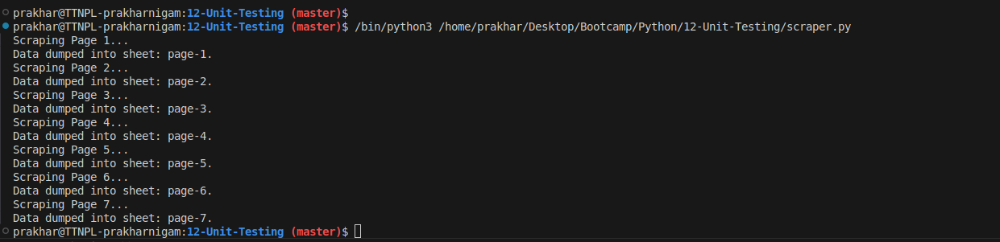 prakhar@TTNPL-prakharnigam:12-Unit-Testing (master)$
prakhar@TTNPL-prakharnigam:12-Unit-Testing (master)$ /bin/python3 /home/prakhar/Desktop/Bootcamp/Python/12-Unit-Testing/scraper.py
Scraping Page 1...
Data dumped into sheet: page-1.
Scraping Page 2...
Data dumped into sheet: page-2.
Scraping Page 3...
Data dumped into sheet: page-3.
Scraping Page 4...
Data dumped into sheet: page-4.
Scraping Page 5...
Data dumped into sheet: page-5.
Scraping Page 6...
Data dumped into sheet: page-6.
Scraping Page 7...
Data dumped into sheet: page-7.
prakhar@TTNPL-prakharnigam:12-Unit-Testing (master)$